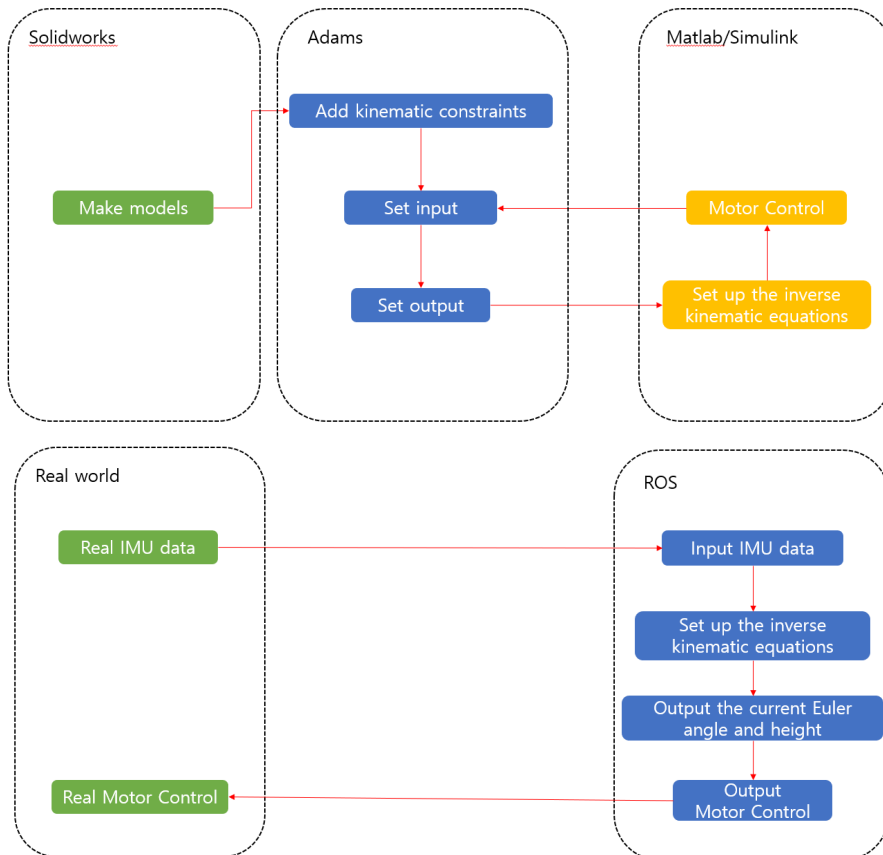 Solidworks
Adams
Matlab/Simulink
Add kinematic constraints
Make models
Set input
Motor Control
Set output
Set up the inverse
kinematic equations
Real world
ROS
Real IMU data
Input IMU data
Set up the inverse
kinematic equations
Output the current Euler
angle and height
Real Motor Control
Output
Motor Control